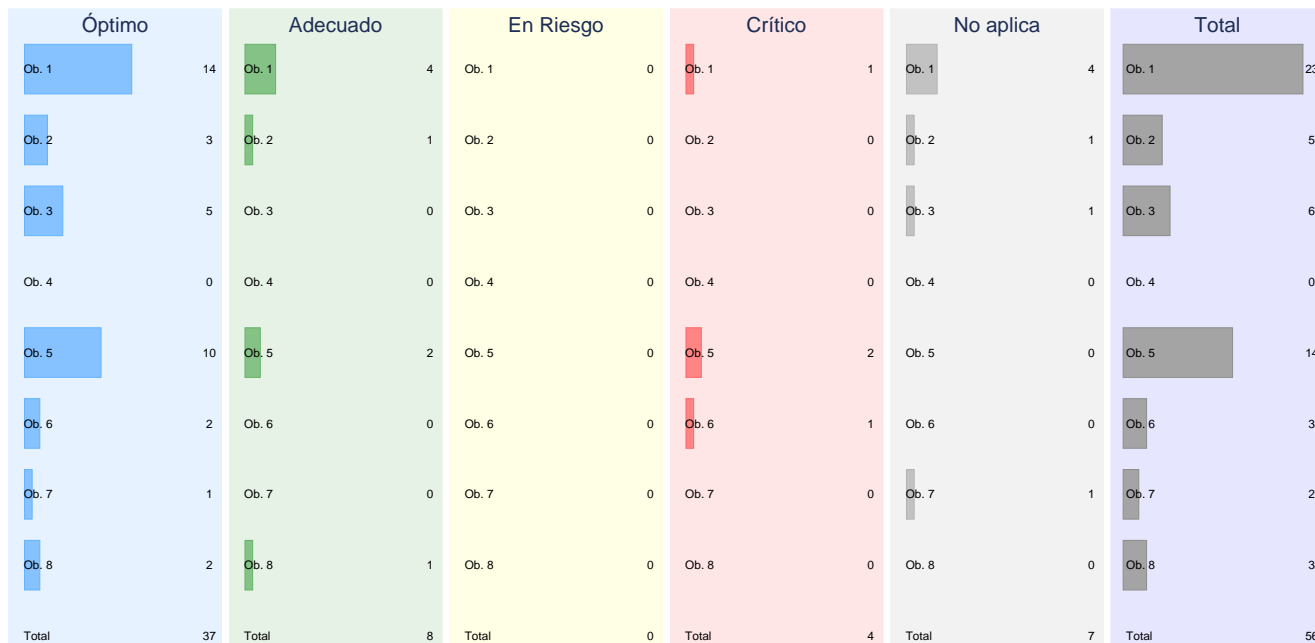 Óptimo Adecuado En Riesgo Crítico No aplica Total
Ob. 1 14 Ob. 1 4 Ob. 1 0 Ob. 1 1 Ob. 1 4 Ob. 1 23
Ob. 2 3 Ob. 2 1 Ob. 2 0 Ob. 2 0 Ob. 2 1 Ob. 2 5
Ob. 3 5 Ob. 3 0 Ob. 3 0 Ob. 3 0 Ob. 3 1 Ob. 3 6
Ob. 4 0 Ob. 4 0 Ob. 4 0 Ob. 4 0 Ob. 4 0 Ob. 4 0
Ob. 5 10 Ob. 5 2 Ob. 5 0 Ob. 5 2 Ob. 5 0 Ob. 5 14
Ob. 6 2 Ob. 6 0 Ob. 6 0 Ob. 6 1 Ob. 6 0 Ob. 6 3
Ob. 7 1 Ob. 7 0 Ob. 7 0 Ob. 7 0 Ob. 7 1 Ob. 7 2
Ob. 8 2 Ob. 8 1 Ob. 8 0 Ob. 8 0 Ob. 8 0 Ob. 8 3
Total 37 Total 8 Total 0 Total 4 Total 7 Total 56